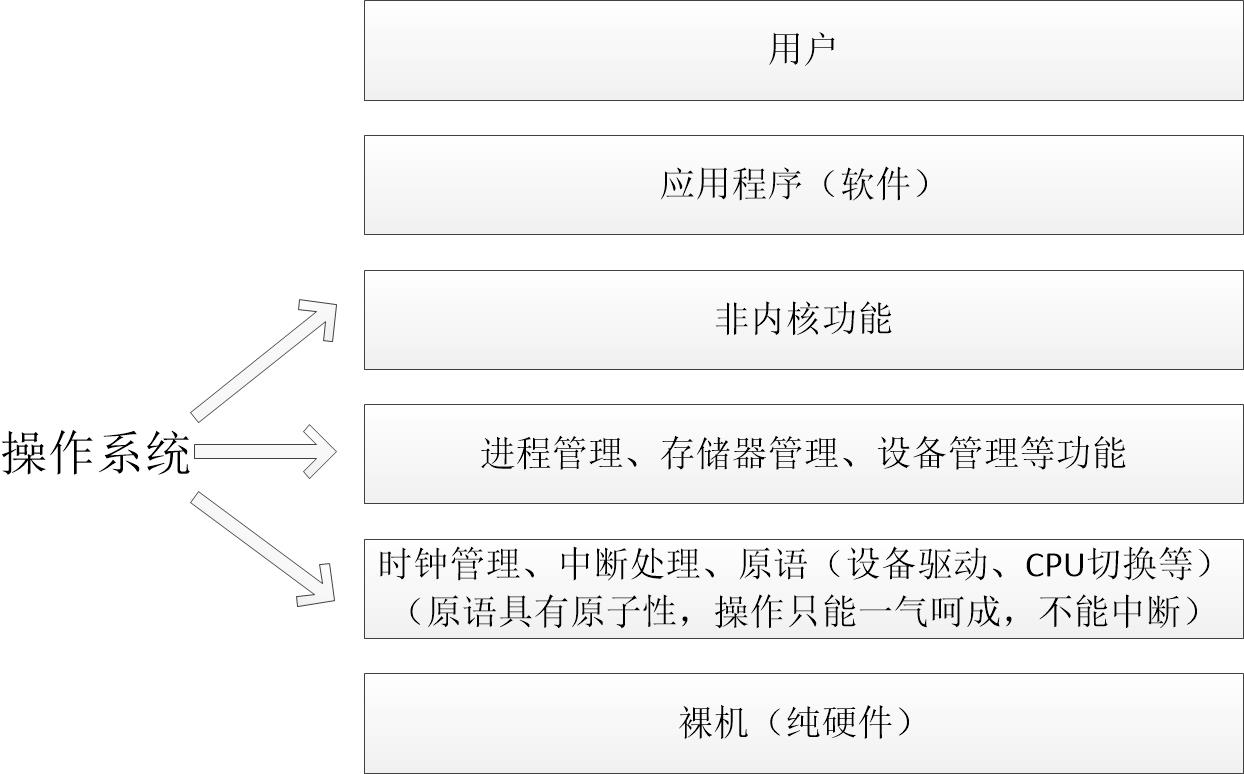 用户
应用程序（软件）
非内核功能
操作系统
进程管理、存储器管理、设备管理等功能
时钟管理、中断处理、原语（设备驱动、CPU切换等）
（原语具有原子性，操作只能一气呵成，不能中断）
裸机（纯硬件）